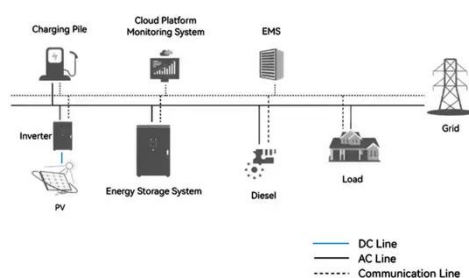 Charging Pile
Cloud Platform
Monitoring System
EMS
Grid
Inverter
PV
Energy Storage System
Diesel
Load
DC Line
AC Line
Communication Line